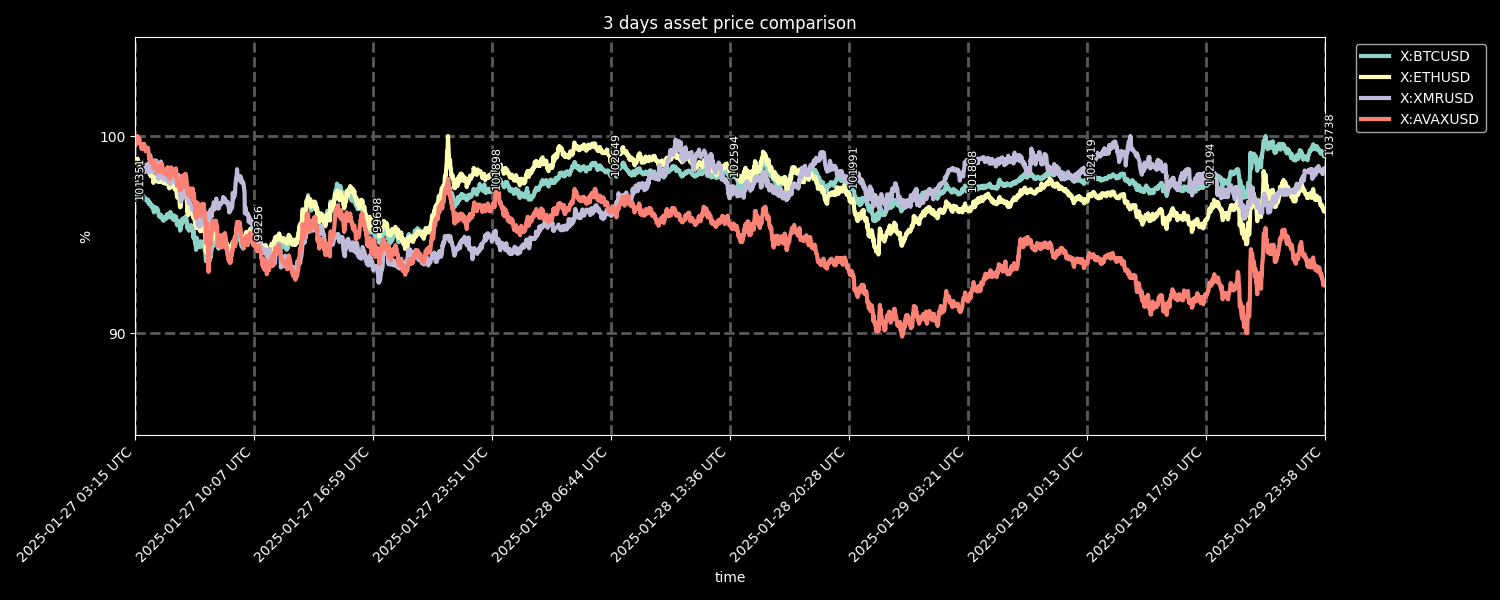 3 days asset price comparison
X:BTCUSD
X:ETHUSD
X:XMRUSD
X:AVAXUSD
100
90
%
101351
99256
99698
101898
102649
102594
101991
101808
102419
102194
103738
2025-01-27 03:15 UTC
2025-01-27 10:07 UTC
2025-01-27 16:59 UTC
2025-01-27 23:51 UTC
2025-01-28 06:44 UTC
2025-01-28 13:36 UTC
2025-01-28 20:28 UTC
2025-01-29 03:21 UTC
2025-01-29 10:13 UTC
2025-01-29 17:05 UTC
2025-01-29 23:58 UTC
time